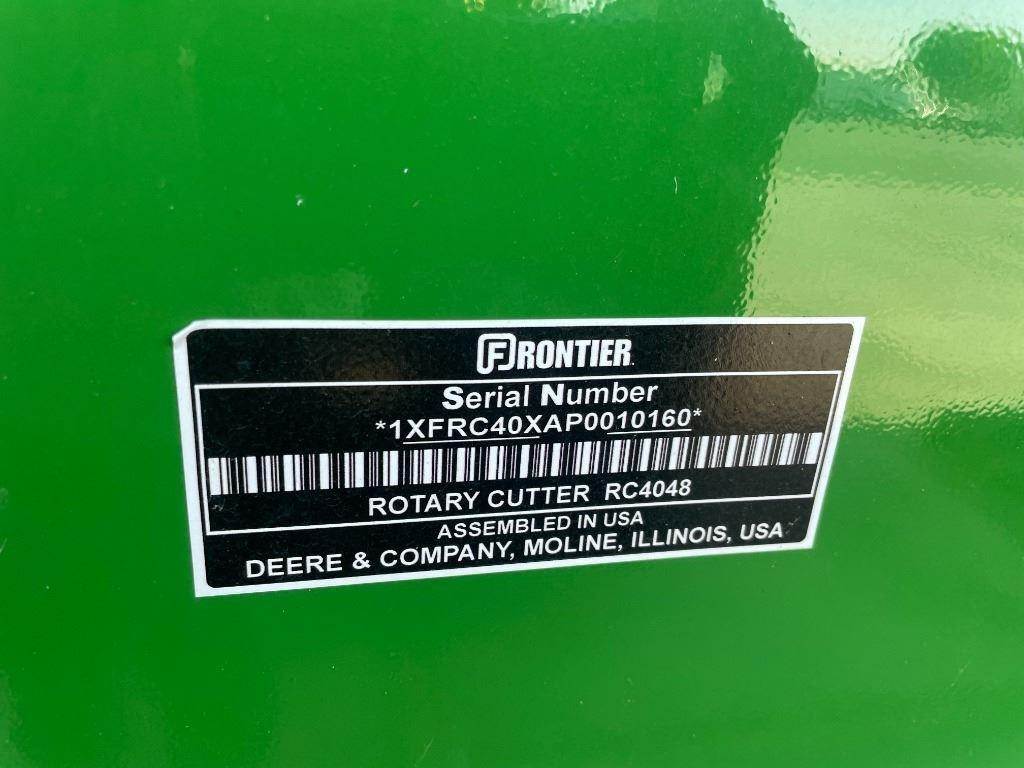 FRONTIER
Serial Number
*1XFRC40XAP0010160*
ROTARY CUTTER RC4048
ASSEMBLED IN USA
DEERE & COMPANY, MOLINE, ILLINOIS, USA